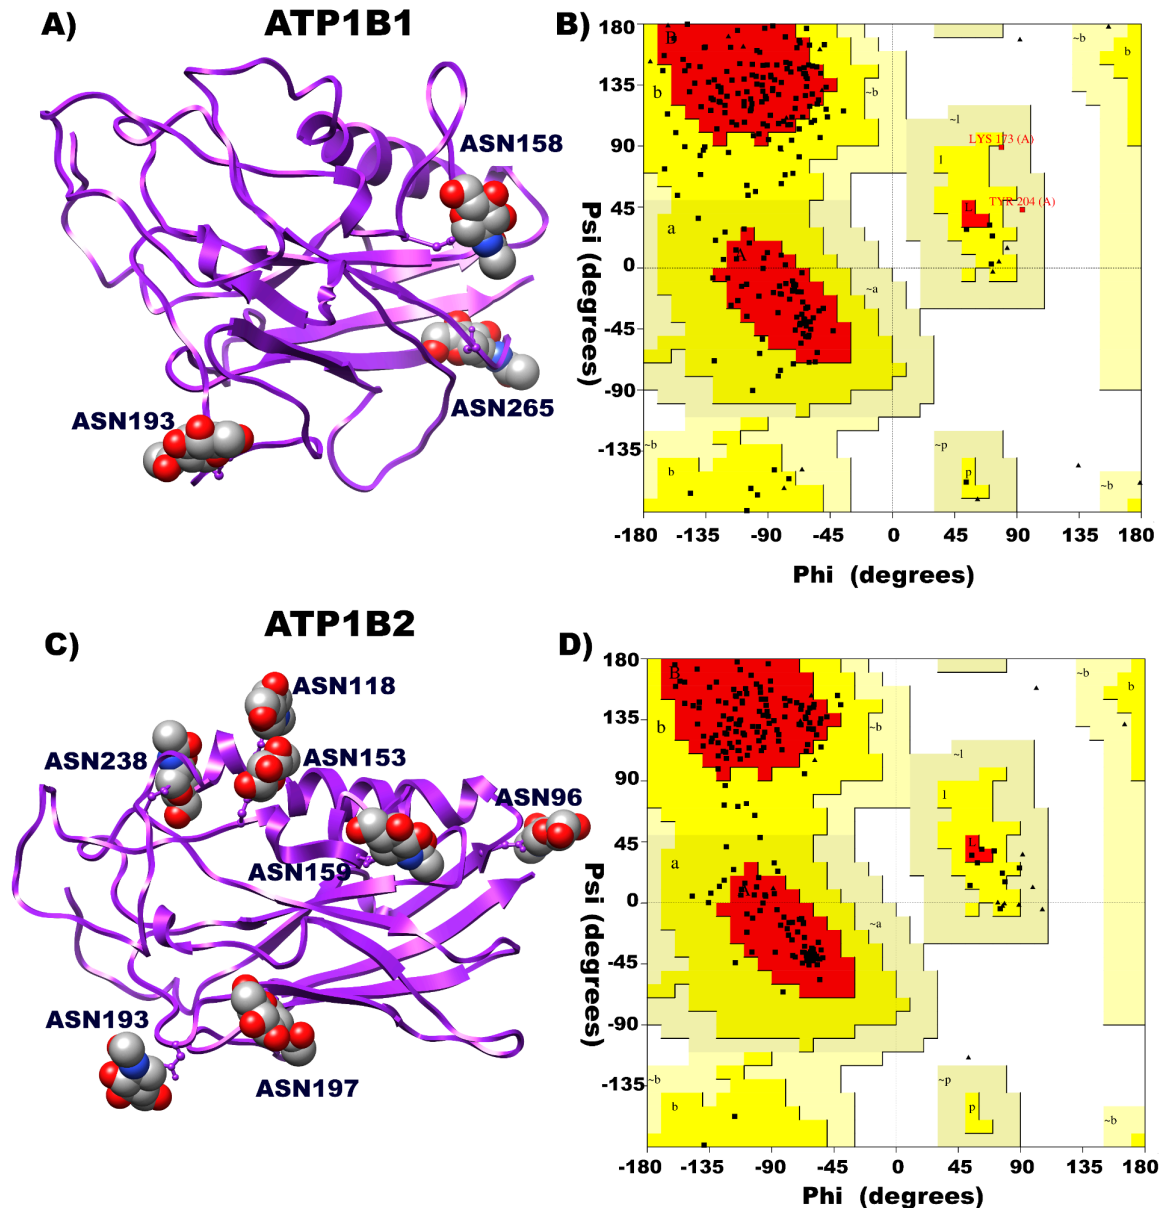 A)
ATP1B1
ASN158
ASN193
ASN265
B)
180
135
90
45
0
-45
-90
-135
Psi (degrees)
B
b
~b
~b
b
~l
LYS 173 (A)
l
TYR 204 (A)
L
a
A
~a
~b
b
~p
p
~b
-180 -135 -90 -45 0 45 90 135 180
Phi (degrees)
C)
ATP1B2
ASN118
ASN238
ASN153
ASN96
ASN159
ASN193
ASN197
D)
180
135
90
45
0
-45
-90
-135
Psi (degrees)
B
b
~b
~b
b
~l
l
L
a
A
~a
~b
b
~p
p
~b
-180 -135 -90 -45 0 45 90 135 180
Phi (degrees)